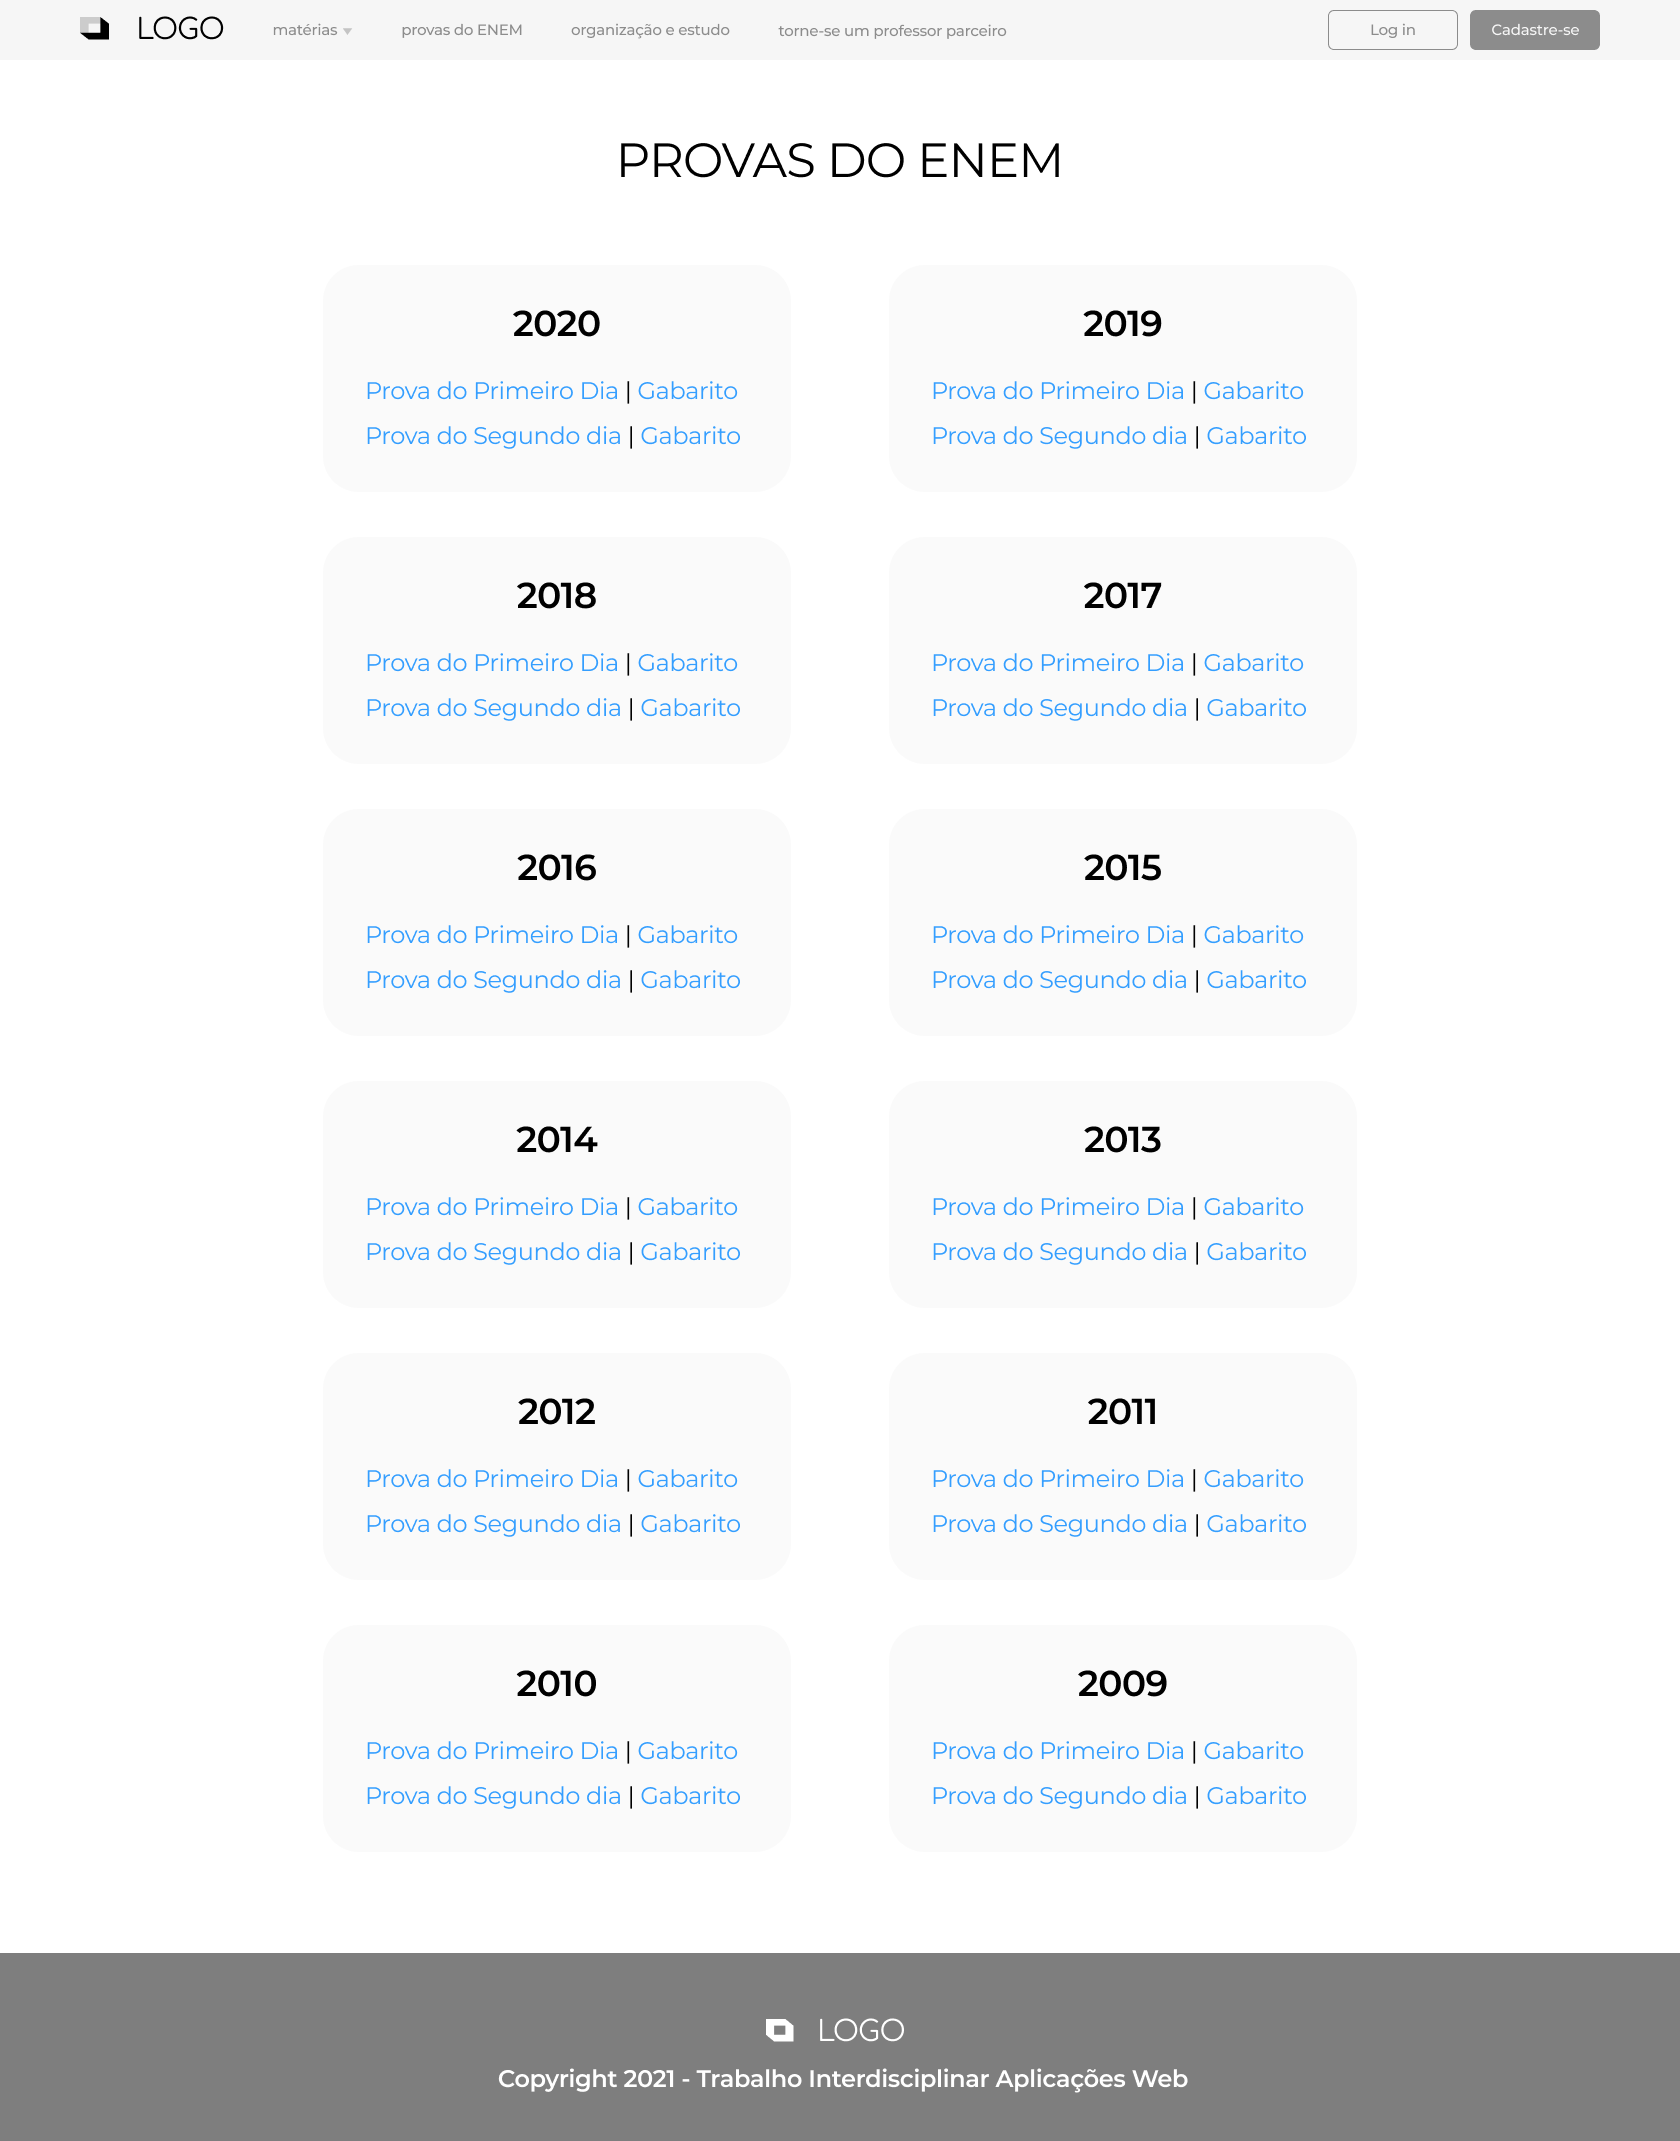 LOGO
matérias
provas do ENEM
organização e estudo
torne-se um professor parceiro
Log in
Cadastre-se
PROVAS DO ENEM
2020
Prova do Primeiro Dia | Gabarito
Prova do Segundo dia | Gabarito
2019
Prova do Primeiro Dia | Gabarito
Prova do Segundo dia | Gabarito
2018
Prova do Primeiro Dia | Gabarito
Prova do Segundo dia | Gabarito
2017
Prova do Primeiro Dia | Gabarito
Prova do Segundo dia | Gabarito
2016
Prova do Primeiro Dia | Gabarito
Prova do Segundo dia | Gabarito
2015
Prova do Primeiro Dia | Gabarito
Prova do Segundo dia | Gabarito
2014
Prova do Primeiro Dia | Gabarito
Prova do Segundo dia | Gabarito
2013
Prova do Primeiro Dia | Gabarito
Prova do Segundo dia | Gabarito
2012
Prova do Primeiro Dia | Gabarito
Prova do Segundo dia | Gabarito
2011
Prova do Primeiro Dia | Gabarito
Prova do Segundo dia | Gabarito
2010
Prova do Primeiro Dia | Gabarito
Prova do Segundo dia | Gabarito
2009
Prova do Primeiro Dia | Gabarito
Prova do Segundo dia | Gabarito
LOGO
Copyright 2021 - Trabalho Interdisciplinar Aplicações Web